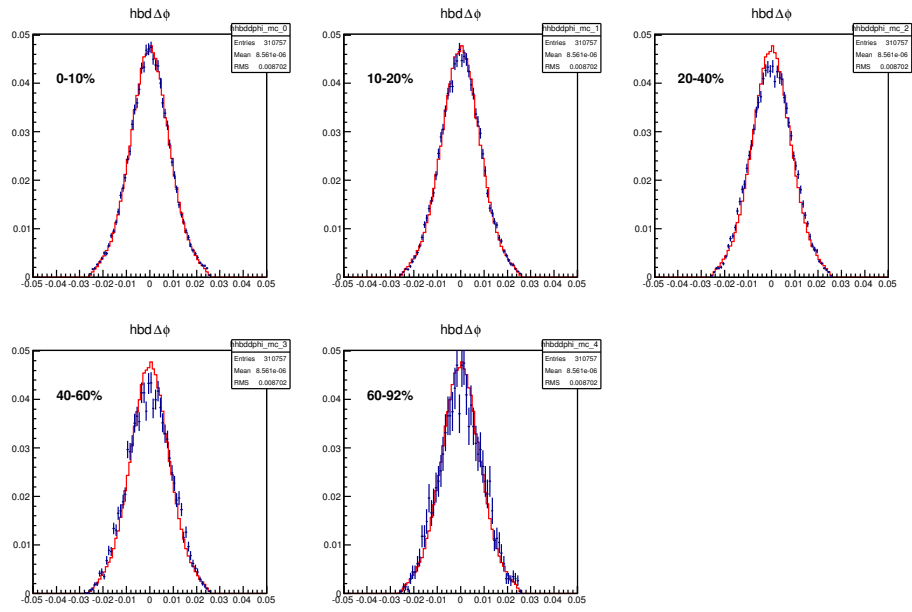 hbd Δϕ
hhbddphi_mc_0
Entries 310757
Mean 8.561e-06
RMS 0.008702
0-10%
0.05
0.04
0.03
0.02
0.01
0
-0.05 -0.04 -0.03 -0.02 -0.01 0 0.01 0.02 0.03 0.04 0.05
hbd Δϕ
hhbddphi_mc_1
Entries 310757
Mean 8.561e-06
RMS 0.008702
10-20%
0.05
0.04
0.03
0.02
0.01
0
-0.05 -0.04 -0.03 -0.02 -0.01 0 0.01 0.02 0.03 0.04 0.05
hbd Δϕ
hhbddphi_mc_2
Entries 310757
Mean 8.561e-06
RMS 0.008702
20-40%
0.05
0.04
0.03
0.02
0.01
0
-0.05 -0.04 -0.03 -0.02 -0.01 0 0.01 0.02 0.03 0.04 0.05
hbd Δϕ
hhbddphi_mc_3
Entries 310757
Mean 8.561e-06
RMS 0.008702
40-60%
0.05
0.04
0.03
0.02
0.01
0
-0.05 -0.04 -0.03 -0.02 -0.01 0 0.01 0.02 0.03 0.04 0.05
hbd Δϕ
hhbddphi_mc_4
Entries 310757
Mean 8.561e-06
RMS 0.008702
60-92%
0.05
0.04
0.03
0.02
0.01
0
-0.05 -0.04 -0.03 -0.02 -0.01 0 0.01 0.02 0.03 0.04 0.05